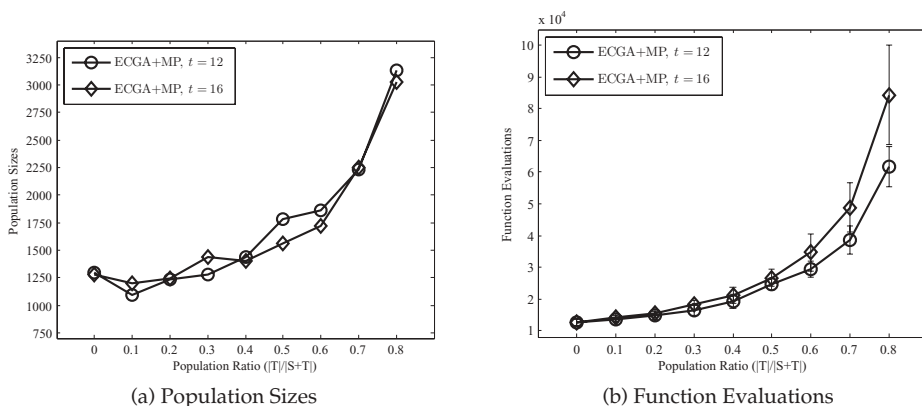 ECGA+MP, t = 12
ECGA+MP, t = 16
3250
3000
2750
2500
2250
2000
1750
1500
1250
1000
750
Population Sizes
0 0.1 0.2 0.3 0.4 0.5 0.6 0.7 0.8
Population Ratio (|T|/|S+T|)
(a) Population Sizes
x 10^4
ECGA+MP, t = 12
ECGA+MP, t = 16
10
9
8
7
6
5
4
3
2
1
Function Evaluations
0 0.1 0.2 0.3 0.4 0.5 0.6 0.7 0.8
Population Ratio (|T|/|S+T|)
(b) Function Evaluations